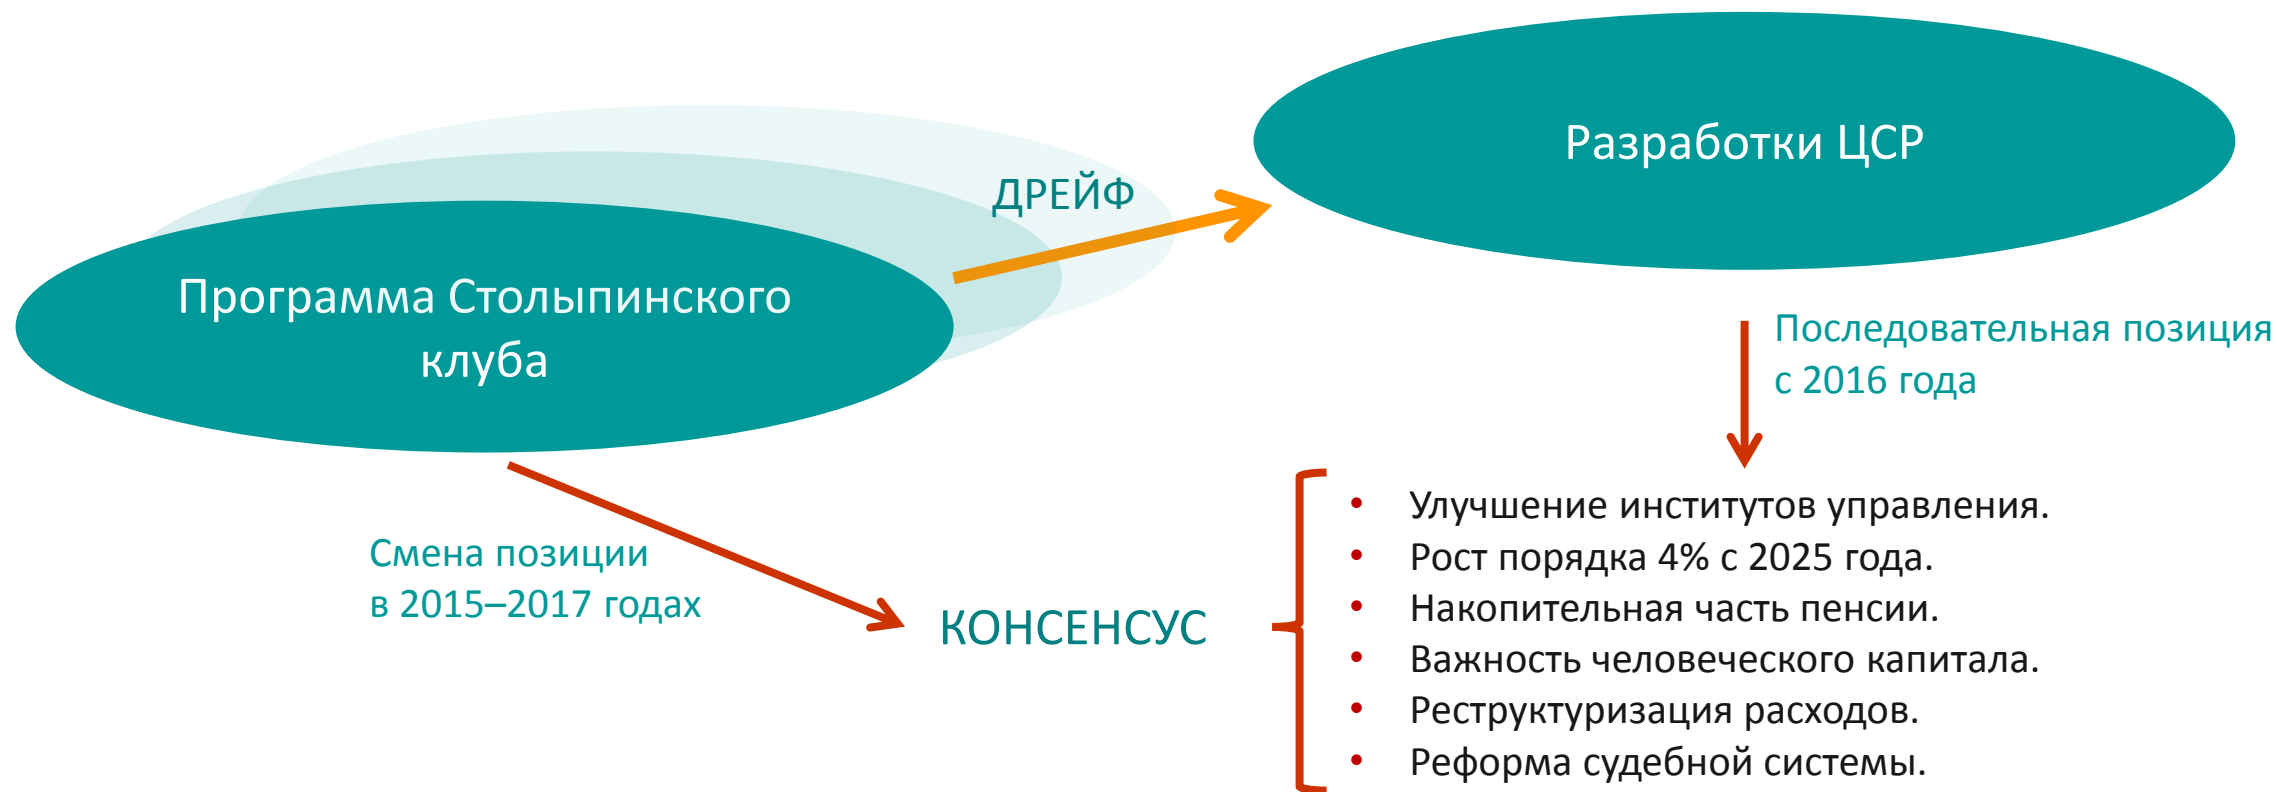 Разработки ЦСР
ДРЕЙФ
Программа Столыпинского
клуба
Последовательная позиция
с 2016 года
Смена позиции
в 2015–2017 годах
КОНСЕНСУС
• Улучшение институтов управления.
• Рост порядка 4% с 2025 года.
• Накопительная часть пенсии.
• Важность человеческого капитала.
• Реструктуризация расходов.
• Реформа судебной системы.